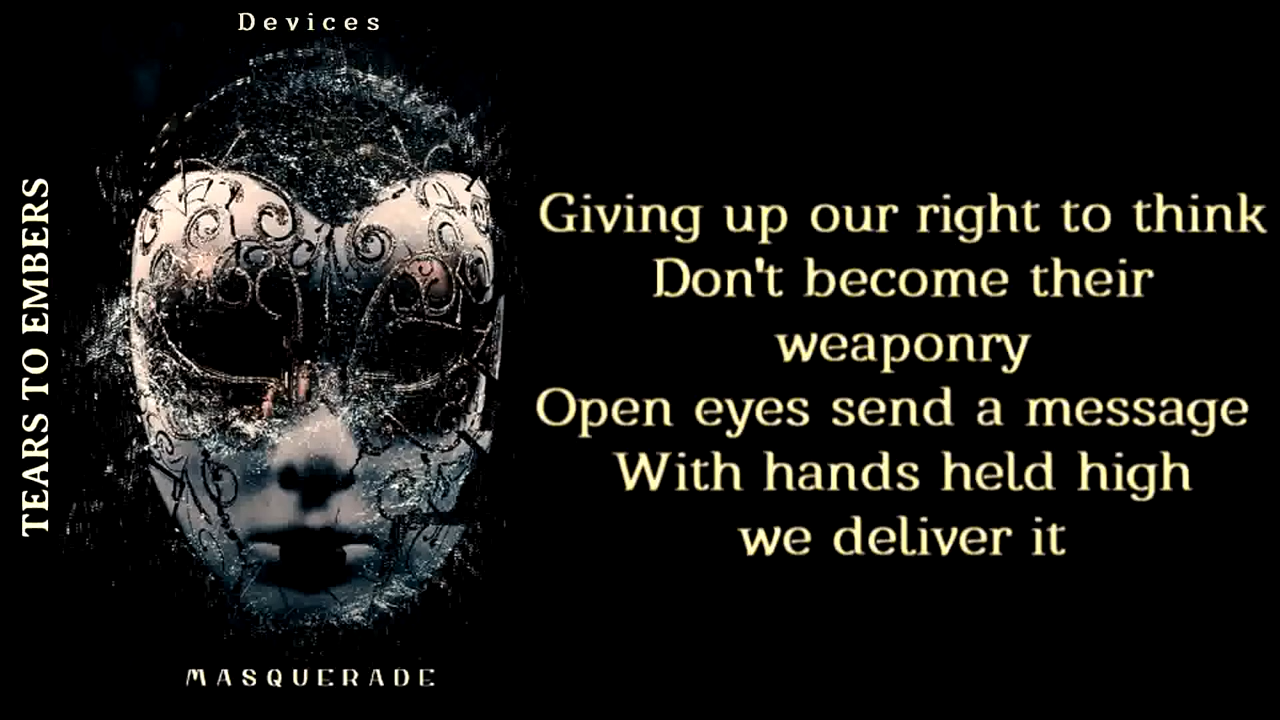 Devices
TEARS TO EMBERS
Giving up our right to think
Don't become their
weaponry
Open eyes send a message
With hands held high
we deliver it
MASQUERADE